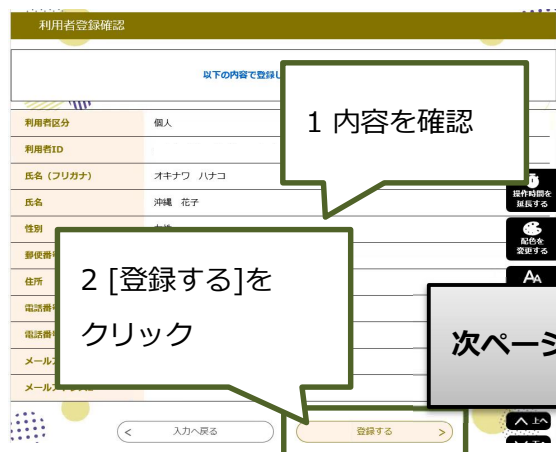 利用者登録確認
以下の内容で登録し
1 内容を確認
利用者区分 個人
利用者ID
氏名（フリガナ） オキナワ ハナコ
氏名 沖縄 花子
性別
郵便番
住所
電話番
電話番
メール
メール
操作時間を
延長する
配色を
変更する
AA
2 [登録する]を
クリック
次ページ
入力へ戻る
登録する
上へ